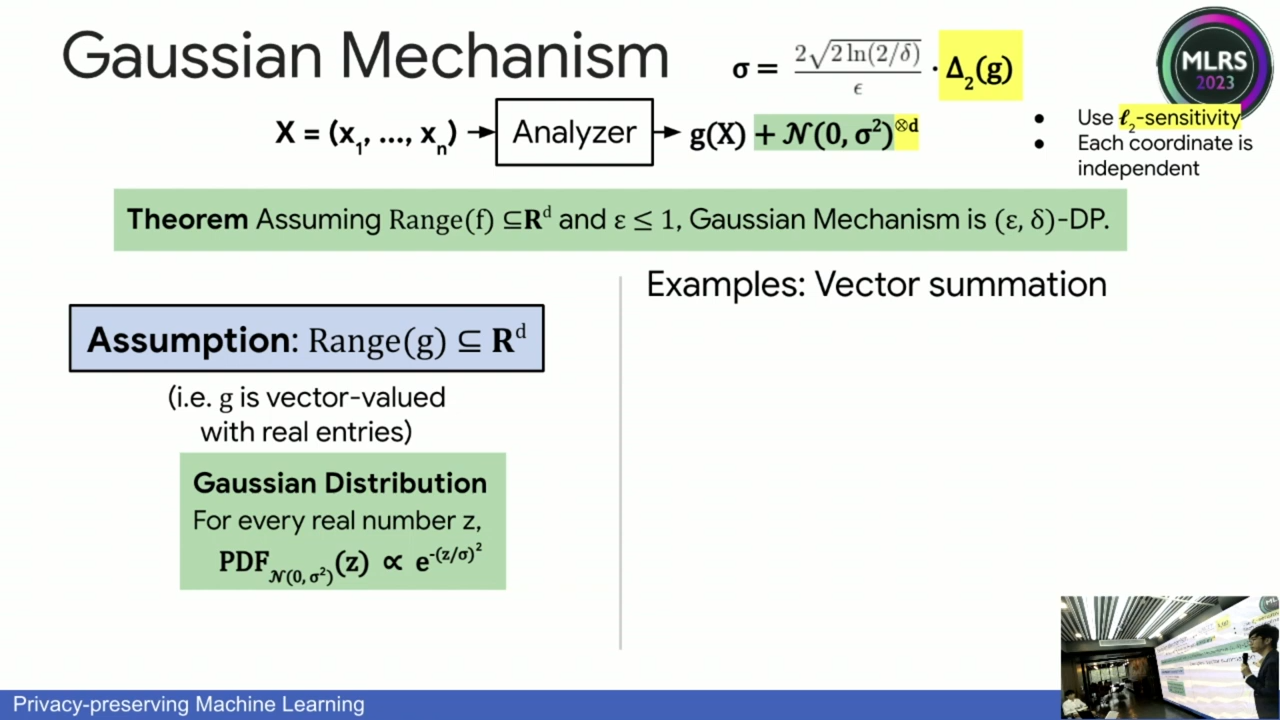 Gaussian Mechanism
σ = 2√2 ln(2/δ) / ϵ · Δ₂(g)
MLRS
2023
X = (x₁, ..., xₙ) → Analyzer → g(X) + 𝒩(0, σ²)^⊗d
● Use ℓ₂-sensitivity
● Each coordinate is
independent
Theorem Assuming Range(f) ⊆ Rᵈ and ε ≤ 1, Gaussian Mechanism is (ε, δ)-DP.
Examples: Vector summation
Assumption: Range(g) ⊆ Rᵈ
(i.e. g is vector-valued
with real entries)
Gaussian Distribution
For every real number z,
PDF_𝒩(0, σ²)(z) ∝ e^-(z/σ)²
Privacy-preserving Machine Learning